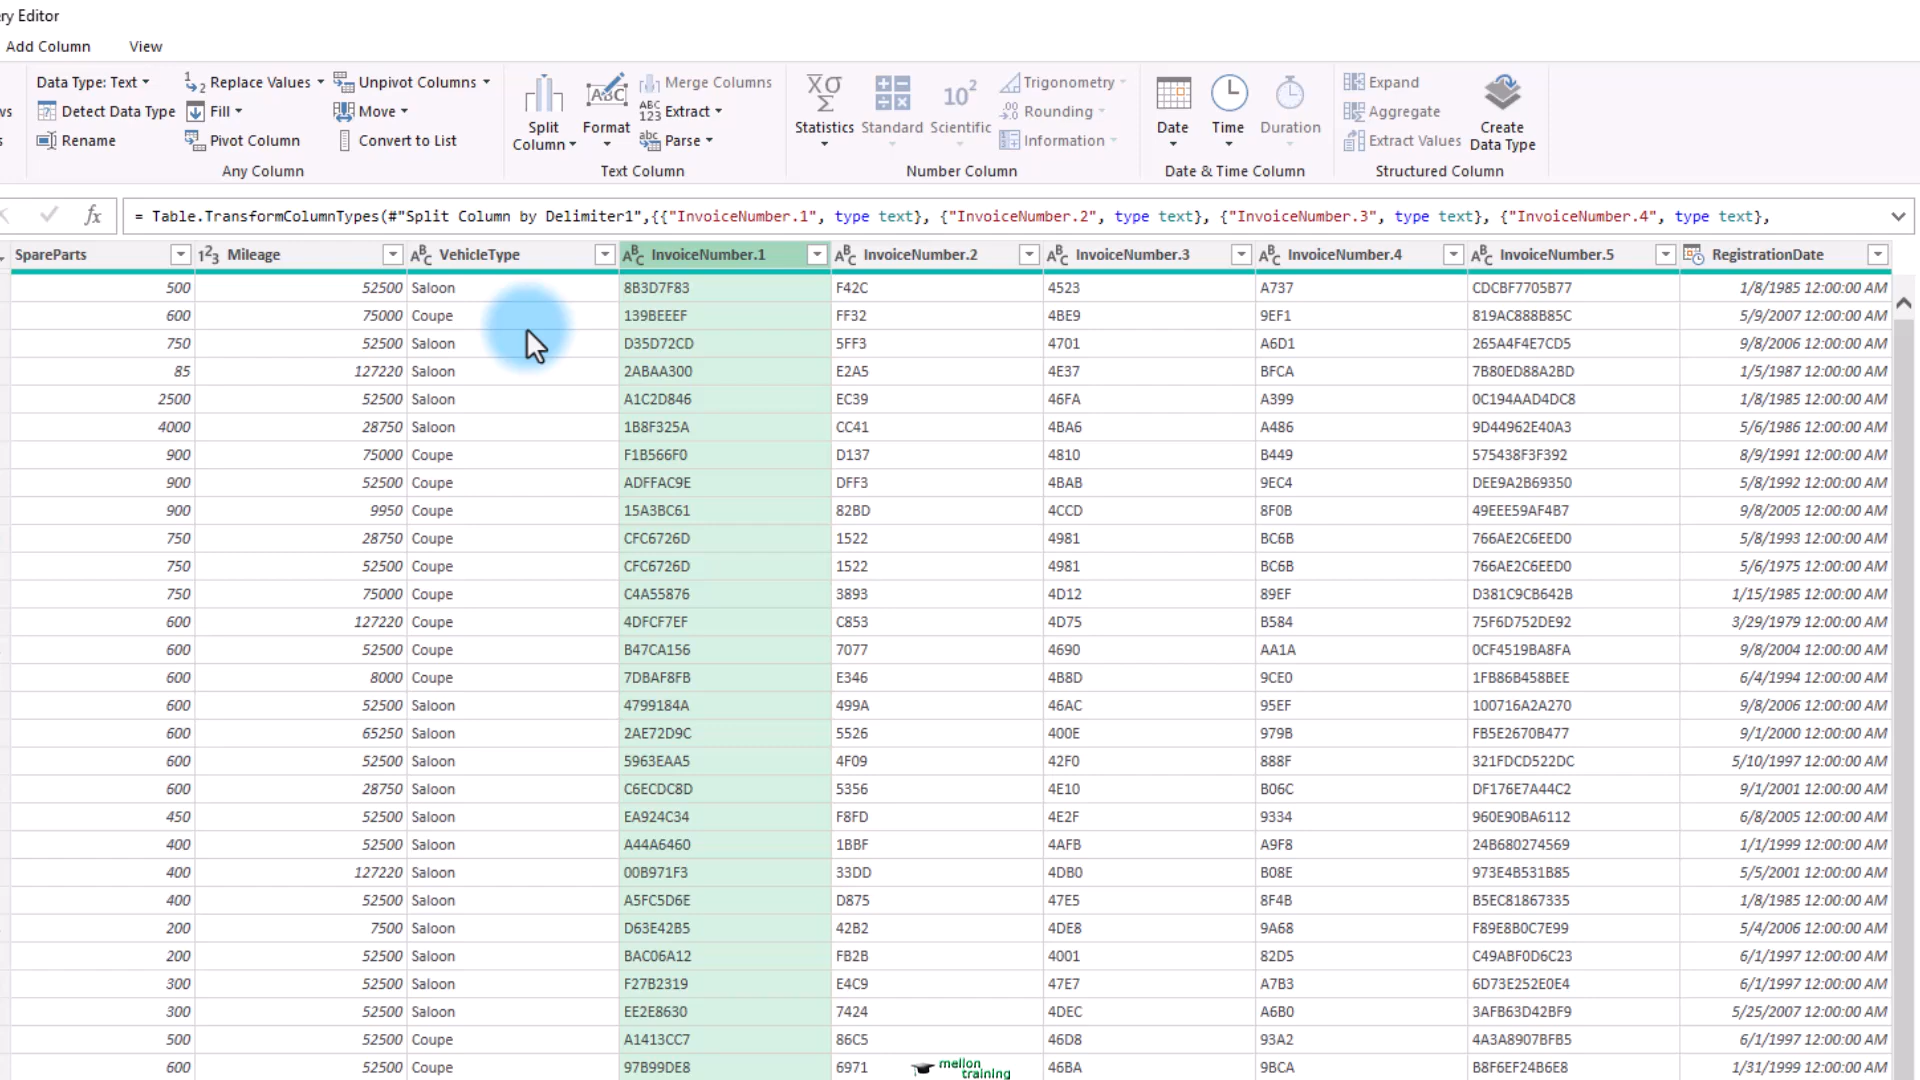 ry Editor
Add Column View
Data Type: Text Replace Values Unpivot Columns Merge Columns Trigonometry Expand
Detect Data Type Fill Move Extract Rounding Aggregate
Rename Pivot Column Convert to List Split Column Format Parse Statistics Standard Scientific Information Date Time Duration Extract Values Create Data Type
Any Column Text Column Number Column Date & Time Column Structured Column
fx = Table.TransformColumnTypes(#"Split Column by Delimiter1",{{"InvoiceNumber.1", type text}, {"InvoiceNumber.2", type text}, {"InvoiceNumber.3", type text}, {"InvoiceNumber.4", type text},
SpareParts 123 Mileage ABC VehicleType ABC InvoiceNumber.1 ABC InvoiceNumber.2 ABC InvoiceNumber.3 ABC InvoiceNumber.4 ABC InvoiceNumber.5 RegistrationDate
500 52500 Saloon 8B3D7F83 F42C 4523 A737 CDCBF7705B77 1/8/1985 12:00:00 AM
600 75000 Coupe 139BEEEF FF32 4BE9 9EF1 819AC888B85C 5/9/2007 12:00:00 AM
750 52500 Saloon D35D72CD 5FF3 4701 A6D1 265A4F4E7CD5 9/8/2006 12:00:00 AM
85 127220 Saloon 2ABAA300 E2A5 4E37 BFCA 7B80ED88A2BD 1/5/1987 12:00:00 AM
2500 52500 Saloon A1C2D846 EC39 46FA A399 0C194AAD4DC8 1/8/1985 12:00:00 AM
4000 28750 Saloon 1B8F325A CC41 4BA6 A486 9D44962E40A3 5/6/1986 12:00:00 AM
900 75000 Coupe F1B566F0 D137 4810 B449 575438F3F392 8/9/1991 12:00:00 AM
900 52500 Coupe ADFFAC9E DFF3 4BAB 9EC4 DEE9A2B69350 5/8/1992 12:00:00 AM
900 9950 Coupe 15A3BC61 82BD 4CCD 8F0B 49EEE59AF4B7 9/8/2005 12:00:00 AM
750 28750 Coupe CFC6726D 1522 4981 BC6B 766AE2C6EED0 5/8/1993 12:00:00 AM
750 52500 Coupe CFC6726D 1522 4981 BC6B 766AE2C6EED0 5/6/1975 12:00:00 AM
750 75000 Coupe C4A55876 3893 4D12 89EF D381C9CB642B 1/15/1985 12:00:00 AM
600 127220 Coupe 4DFCF7EF C853 4D75 B584 75F6D752DE92 3/29/1979 12:00:00 AM
600 52500 Coupe B47CA156 7077 4690 AA1A 0CF4519BA8FA 9/8/2004 12:00:00 AM
600 8000 Coupe 7DBAF8FB E346 4B8D 9CE0 1FB86B458BEE 6/4/1994 12:00:00 AM
600 52500 Saloon 4799184A 499A 46AC 95EF 100716A2A270 9/8/2006 12:00:00 AM
600 65250 Saloon 2AE72D9C 5526 400E 979B FB5E2670B477 9/1/2000 12:00:00 AM
600 52500 Saloon 5963EAA5 4F09 42F0 888F 321FDCD522DC 5/10/1997 12:00:00 AM
600 28750 Saloon C6ECDC8D 5356 4E10 B06C DF176E7A44C2 9/1/2001 12:00:00 AM
450 52500 Saloon EA924C34 F8FD 4E2F 9334 960E90BA6112 6/8/2005 12:00:00 AM
400 52500 Saloon A44A6460 1BBF 4AFB A9F8 24B680274569 1/1/1999 12:00:00 AM
400 127220 Saloon 00B971F3 33DD 4DB0 B08E 973E4B531B85 5/5/2001 12:00:00 AM
400 52500 Saloon A5FC5D6E D875 47E5 8F4B B5EC81867335 1/8/1985 12:00:00 AM
200 7500 Saloon D63E42B5 42B2 4DE8 9A68 F89E8B0C7E99 5/4/2006 12:00:00 AM
200 52500 Saloon BAC06A12 FB2B 4001 82D5 C49ABF0D6C23 6/1/1997 12:00:00 AM
300 52500 Saloon F27B2319 E4C9 47E7 A7B3 6D73E252E0E4 6/1/1997 12:00:00 AM
300 52500 Saloon EE2E8630 7424 4DEC A6B0 3AFB63D42BF9 5/25/2007 12:00:00 AM
500 52500 Coupe A1413CC7 86C5 46D8 93A2 4A3A8907BFB5 6/1/1997 12:00:00 AM
600 52500 Coupe 97B99DE8 6971 46BA 9BCA B8F6EF24B6E8 1/31/1999 12:00:00 AM
mellon
training